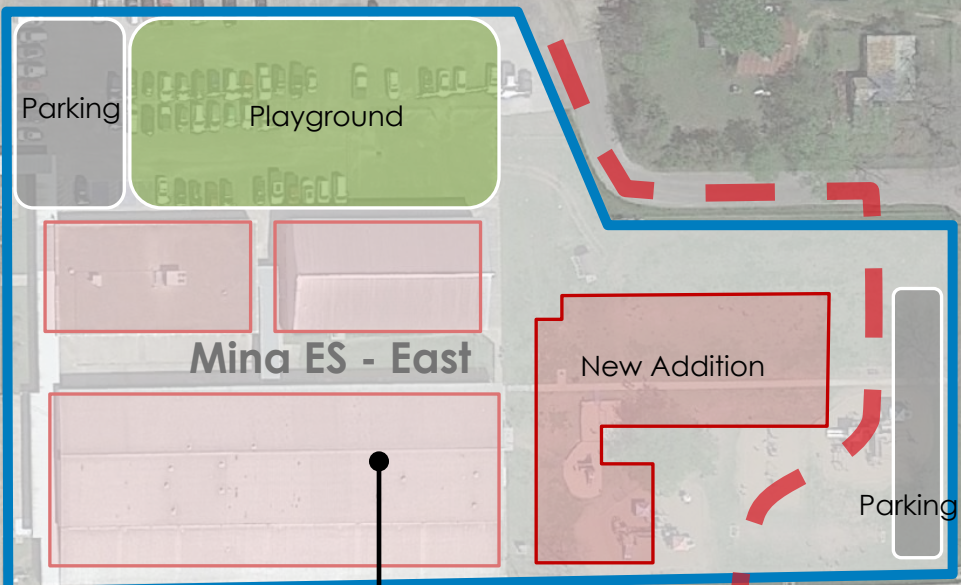 Parking
Playground
Mina ES - East
New Addition
Parking